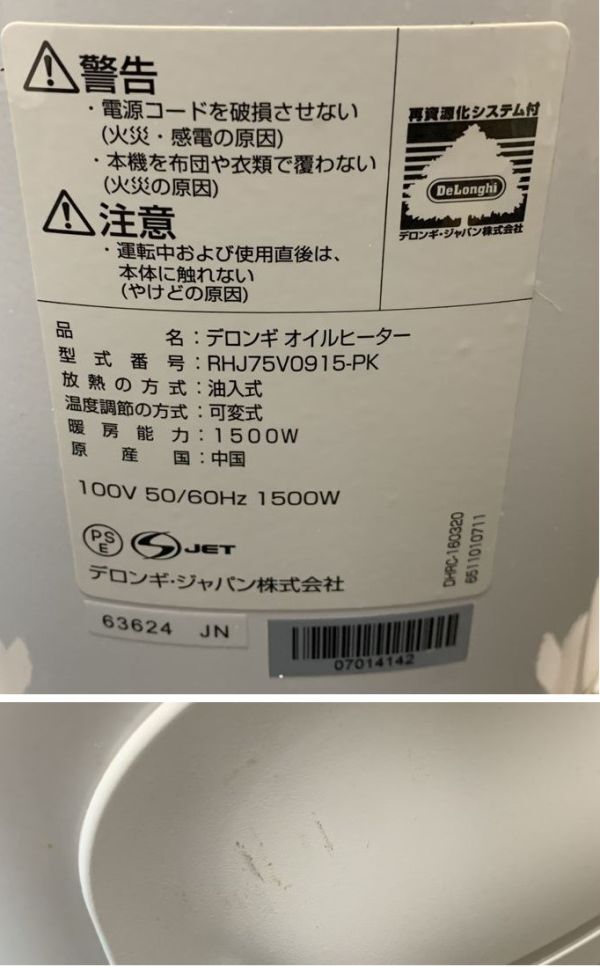 警告
・電源コードを破損させない
(火災・感電の原因)
・本機を布団や衣類で覆わない
(火災の原因)
注意
・運転中および使用直後は、
本体に触れない
(やけどの原因)
再資源化システム付
DeLonghi
デロンギ・ジャパン株式会社
品名：デロンギ オイルヒーター
型式番号：RHJ75V0915-PK
放熱の方式：油入式
温度調節の方式：可変式
暖房能力：1500W
原産国：中国
100V 50/60Hz 1500W
PS
E
JET
デロンギ・ジャパン株式会社
DHRC-160320
6511010711
63624 JN
07014142